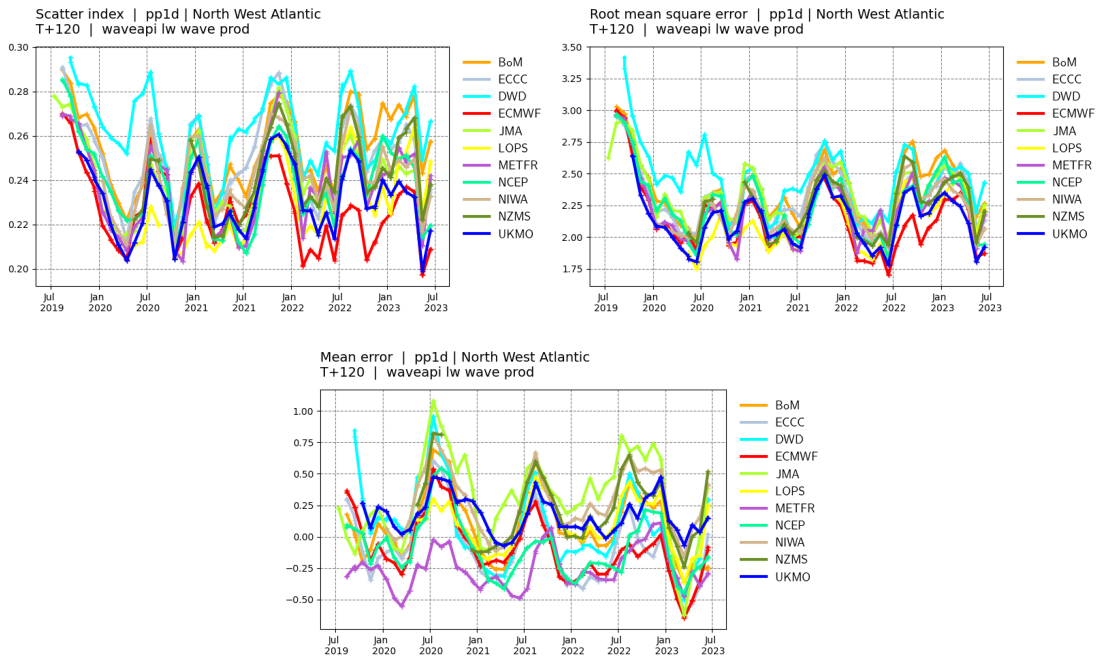 Scatter index | pp1d | North West Atlantic
T+120 | waveapi lw wave prod
0.30
0.28
0.26
0.24
0.22
0.20
Jul 2019
Jan 2020
Jul 2020
Jan 2021
Jul 2021
Jan 2022
Jul 2022
Jan 2023
Jul 2023
BoM
ECCC
DWD
ECMWF
JMA
LOPS
METFR
NCEP
NIWA
NZMS
UKMO
Root mean square error | pp1d | North West Atlantic
T+120 | waveapi lw wave prod
3.50
3.25
3.00
2.75
2.50
2.25
2.00
1.75
Jul 2019
Jan 2020
Jul 2020
Jan 2021
Jul 2021
Jan 2022
Jul 2022
Jan 2023
Jul 2023
BoM
ECCC
DWD
ECMWF
JMA
LOPS
METFR
NCEP
NIWA
NZMS
UKMO
Mean error | pp1d | North West Atlantic
T+120 | waveapi lw wave prod
1.00
0.75
0.50
0.25
0.00
−0.25
−0.50
Jul 2019
Jan 2020
Jul 2020
Jan 2021
Jul 2021
Jan 2022
Jul 2022
Jan 2023
Jul 2023
BoM
ECCC
DWD
ECMWF
JMA
LOPS
METFR
NCEP
NIWA
NZMS
UKMO